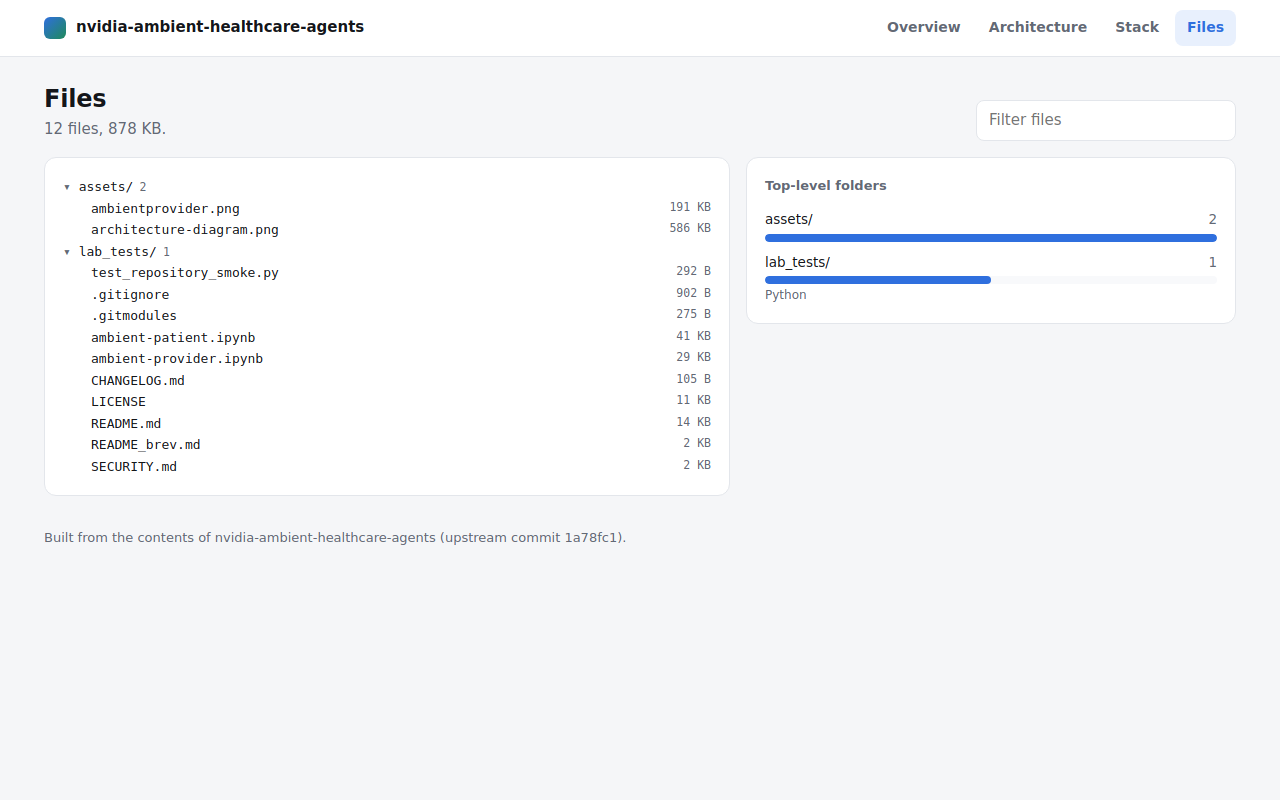 nvidia-ambient-healthcare-agents
Overview
Architecture
Stack
Files
Files
12 files, 878 KB.
Filter files
▾ assets/ 2
ambientprovider.png 191 KB
architecture-diagram.png 586 KB
▾ lab_tests/ 1
test_repository_smoke.py 292 B
.gitignore 902 B
.gitmodules 275 B
ambient-patient.ipynb 41 KB
ambient-provider.ipynb 29 KB
CHANGELOG.md 105 B
LICENSE 11 KB
README.md 14 KB
README_brev.md 2 KB
SECURITY.md 2 KB
Top-level folders
assets/ 2
lab_tests/ 1
Python
Built from the contents of nvidia-ambient-healthcare-agents (upstream commit 1a78fc1).